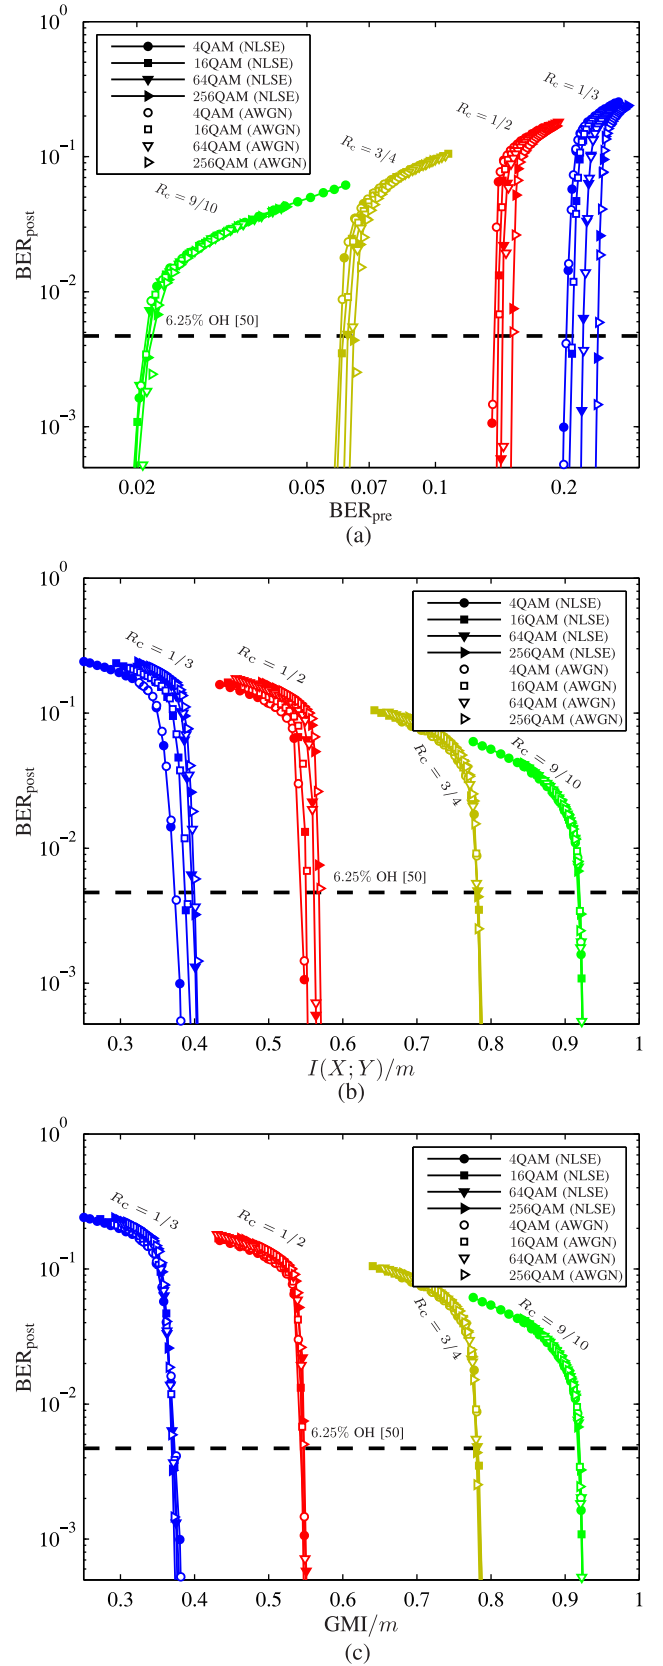 10^0
4QAM (NLSE)
16QAM (NLSE)
64QAM (NLSE)
256QAM (NLSE)
4QAM (AWGN)
16QAM (AWGN)
64QAM (AWGN)
256QAM (AWGN)
R_c = 1/3
R_c = 1/2
R_c = 3/4
R_c = 9/10
10^{-1}
BER_post
10^{-2}
6.25% OH [50]
10^{-3}
0.02 0.05 0.07 0.1 0.2
BER_pre
(a)
10^0
4QAM (NLSE)
16QAM (NLSE)
64QAM (NLSE)
256QAM (NLSE)
4QAM (AWGN)
16QAM (AWGN)
64QAM (AWGN)
256QAM (AWGN)
R_c = 1/3
R_c = 1/2
R_c = 3/4
R_c = 9/10
10^{-1}
BER_post
10^{-2}
6.25% OH [50]
10^{-3}
0.3 0.4 0.5 0.6 0.7 0.8 0.9 1
I(X;Y)/m
(b)
10^0
4QAM (NLSE)
16QAM (NLSE)
64QAM (NLSE)
256QAM (NLSE)
4QAM (AWGN)
16QAM (AWGN)
64QAM (AWGN)
256QAM (AWGN)
R_c = 1/3
R_c = 1/2
R_c = 3/4
R_c = 9/10
10^{-1}
BER_post
10^{-2}
6.25% OH [50]
10^{-3}
0.3 0.4 0.5 0.6 0.7 0.8 0.9 1
GMI/m
(c)